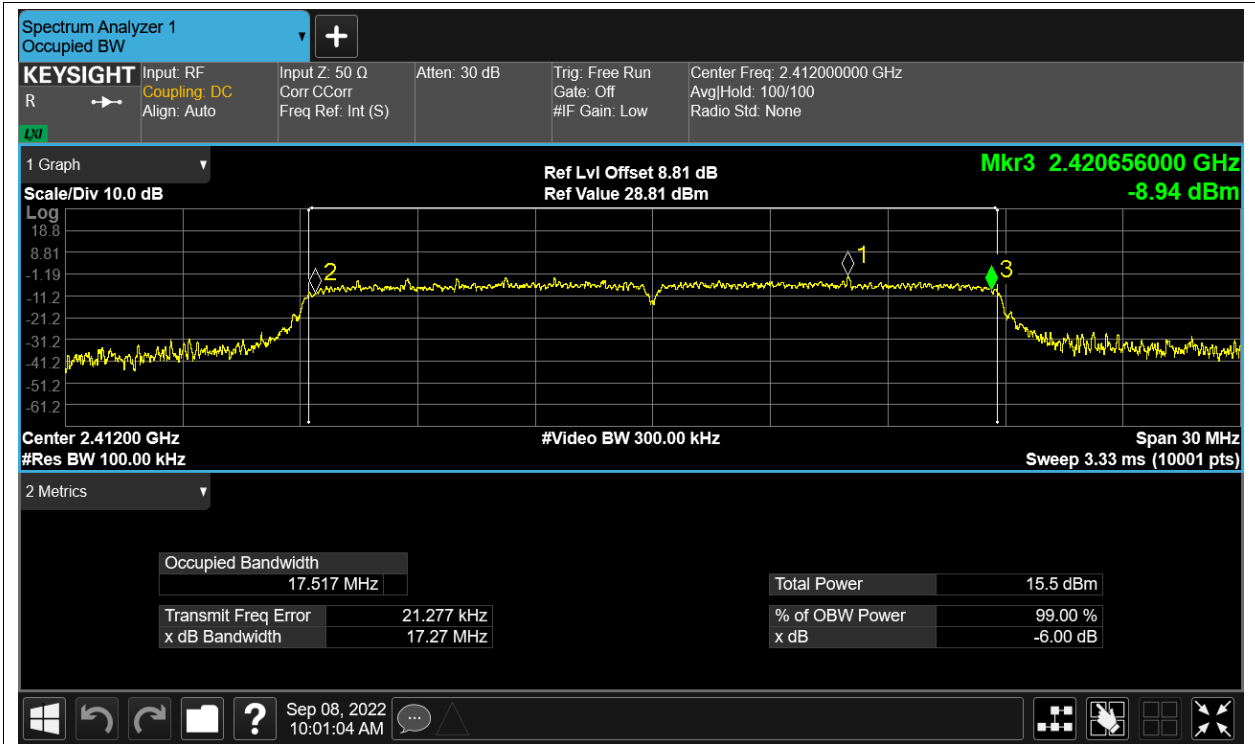 Spectrum Analyzer 1
Occupied BW
KEYSIGHT
R
LXI
Input: RF
Coupling: DC
Align: Auto
Input Z: 50 Ω
Corr CCorr
Freq Ref: Int (S)
Atten: 30 dB
Trig: Free Run
Gate: Off
#IF Gain: Low
Center Freq: 2.412000000 GHz
Avg|Hold: 100/100
Radio Std: None
1 Graph
Scale/Div 10.0 dB
Ref Lvl Offset 8.81 dB
Ref Value 28.81 dBm
Mkr3 2.420656000 GHz
-8.94 dBm
Log
18.8
8.81
-1.19
-11.2
-21.2
-31.2
-41.2
-51.2
-61.2
2
1
3
Center 2.41200 GHz
#Res BW 100.00 kHz
#Video BW 300.00 kHz
Span 30 MHz
Sweep 3.33 ms (10001 pts)
2 Metrics
Occupied Bandwidth
17.517 MHz
Transmit Freq Error 21.277 kHz
x dB Bandwidth 17.27 MHz
Total Power 15.5 dBm
% of OBW Power 99.00 %
x dB -6.00 dB
?
Sep 08, 2022
10:01:04 AM